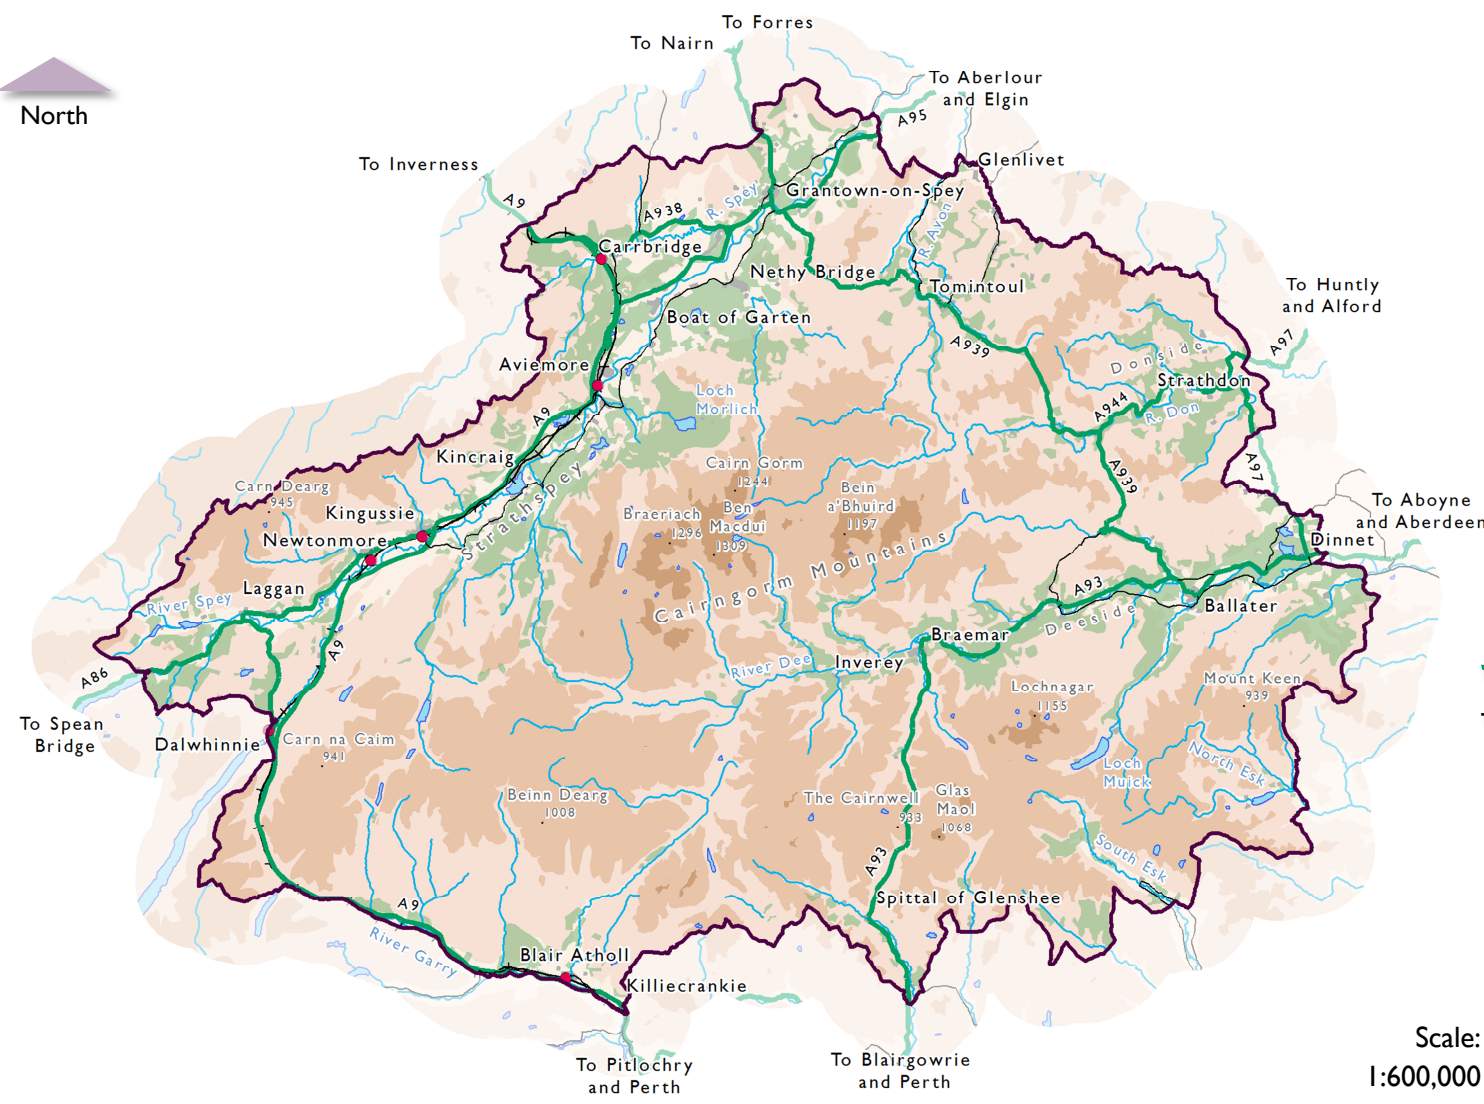 To Forres
To Nairn
To Aberlour
and Elgin
A95
North
To Inverness
Glenlivet
A9
Grantown-on-Spey
R. Spey
A938
R. Avon
Carrbridge
Nethy Bridge
Tomintoul
To Huntly
and Alford
Boat of Garten
A939
A97
Donside
Aviemore
Strathdon
Loch
Morlich
A944
R. Don
A9
Kincraig
Cairn Gorm
1244
A939
A97
Carn Dearg
945
Strathspey
Bein
a'Bhuird
1197
To Aboyne
and Aberdeen
Kingussie
Braeriach
1296
Ben
Macdui
1309
Newtonmore
Dinnet
Cairngorm Mountains
Laggan
A93
River Spey
Ballater
Deeside
Braemar
A9
Inverey
River Dee
A86
Mount Keen
939
Lochnagar
1155
To Spean
Bridge
Dalwhinnie
Carn na Caim
941
Loch
Muick
North Esk
Beinn Dearg
1008
The Cairnwell
933
Glas
Maol
1068
South Esk
A93
Spittal of Glenshee
A9
River Garry
Blair Atholl
Killiecrankie
Scale:
1:600,000
To Pitlochry
and Perth
To Blairgowrie
and Perth